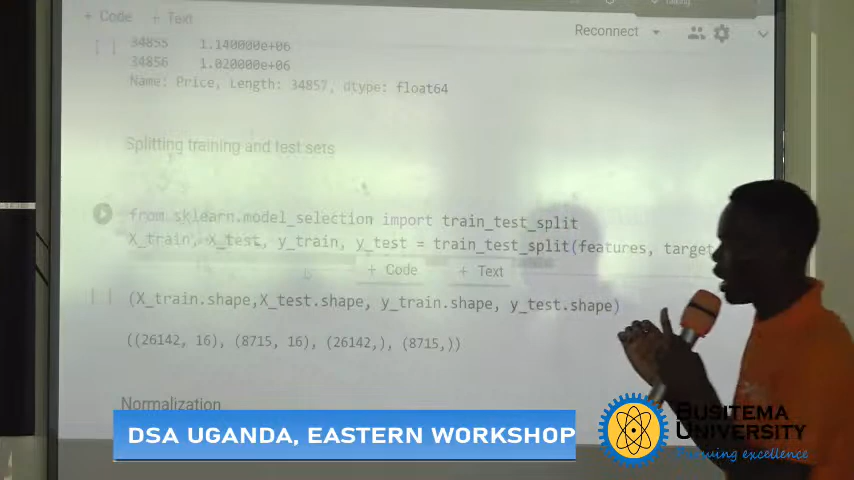 + Code + Text
Reconnect
34855 1.140000e+06
34856 1.020000e+06
Name: Price, Length: 34857, dtype: float64
Splitting training and test sets
from sklearn.model_selection import train_test_split
X_train, X_test, y_train, y_test = train_test_split(features, target
+ Code + Text
[ ] (X_train.shape,X_test.shape, y_train.shape, y_test.shape)
((26142, 16), (8715, 16), (26142,), (8715,))
Normalization
DSA UGANDA, EASTERN WORKSHOP
BUSITEMA
UNIVERSITY
Pursuing excellence